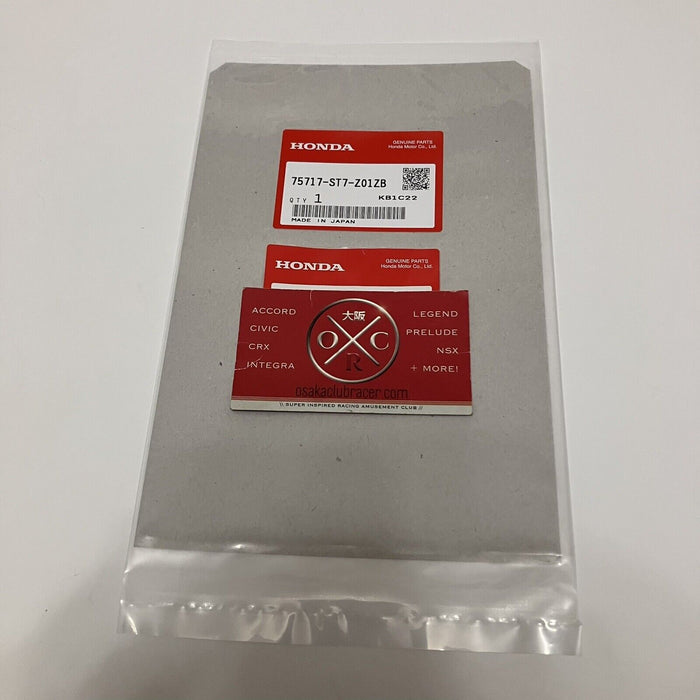 HONDA
GENUINE PARTS
Honda Motor Co., Ltd.
75717-ST7-Z01ZB
QTY 1
KB1C22
MADE IN JAPAN
HONDA
GENUINE PARTS
Honda Motor Co., Ltd.
ACCORD
CIVIC
CRX
INTEGRA
大阪
O C
R
LEGEND
PRELUDE
NSX
+ MORE!
osakaclubracer.com
\\ SUPER INSPIRED RACING AMUSEMENT CLUB //